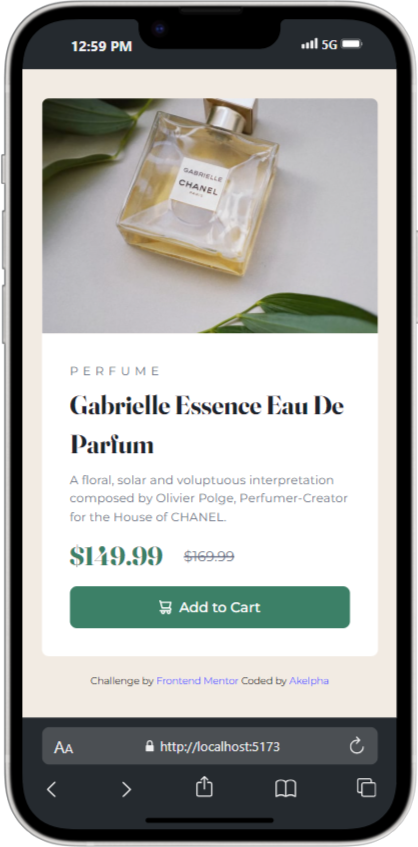 12:59 PM
5G
GABRIELLE
CHANEL
PARIS
PERFUME
Gabrielle Essence Eau De
Parfum
A floral, solar and voluptuous interpretation
composed by Olivier Polge, Perfumer-Creator
for the House of CHANEL.
$149.99 $169.99
Add to Cart
Challenge by Frontend Mentor Coded by Akelpha
AA http://localhost:5173